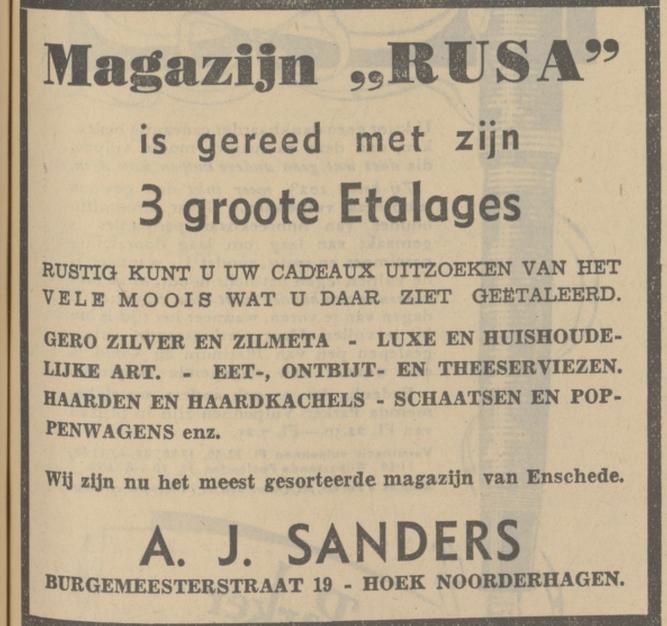 Magazijn „RUSA”
is gereed met zijn
3 groote Etalages
RUSTIG KUNT U UW CADEAUX UITZOEKEN VAN HET
VELE MOOIS WAT U DAAR ZIET GEËTALEERD.
GERO ZILVER EN ZILMETA - LUXE EN HUISHOUDE-
LIJKE ART. - EET-, ONTBIJT- EN THEESERVIEZEN.
HAARDEN EN HAARDKACHELS - SCHAATSEN EN POP-
PENWAGENS enz.
Wij zijn nu het meest gesorteerde magazijn van Enschede.
A. J. SANDERS
BURGEMEESTERSTRAAT 19 - HOEK NOORDERHAGEN.